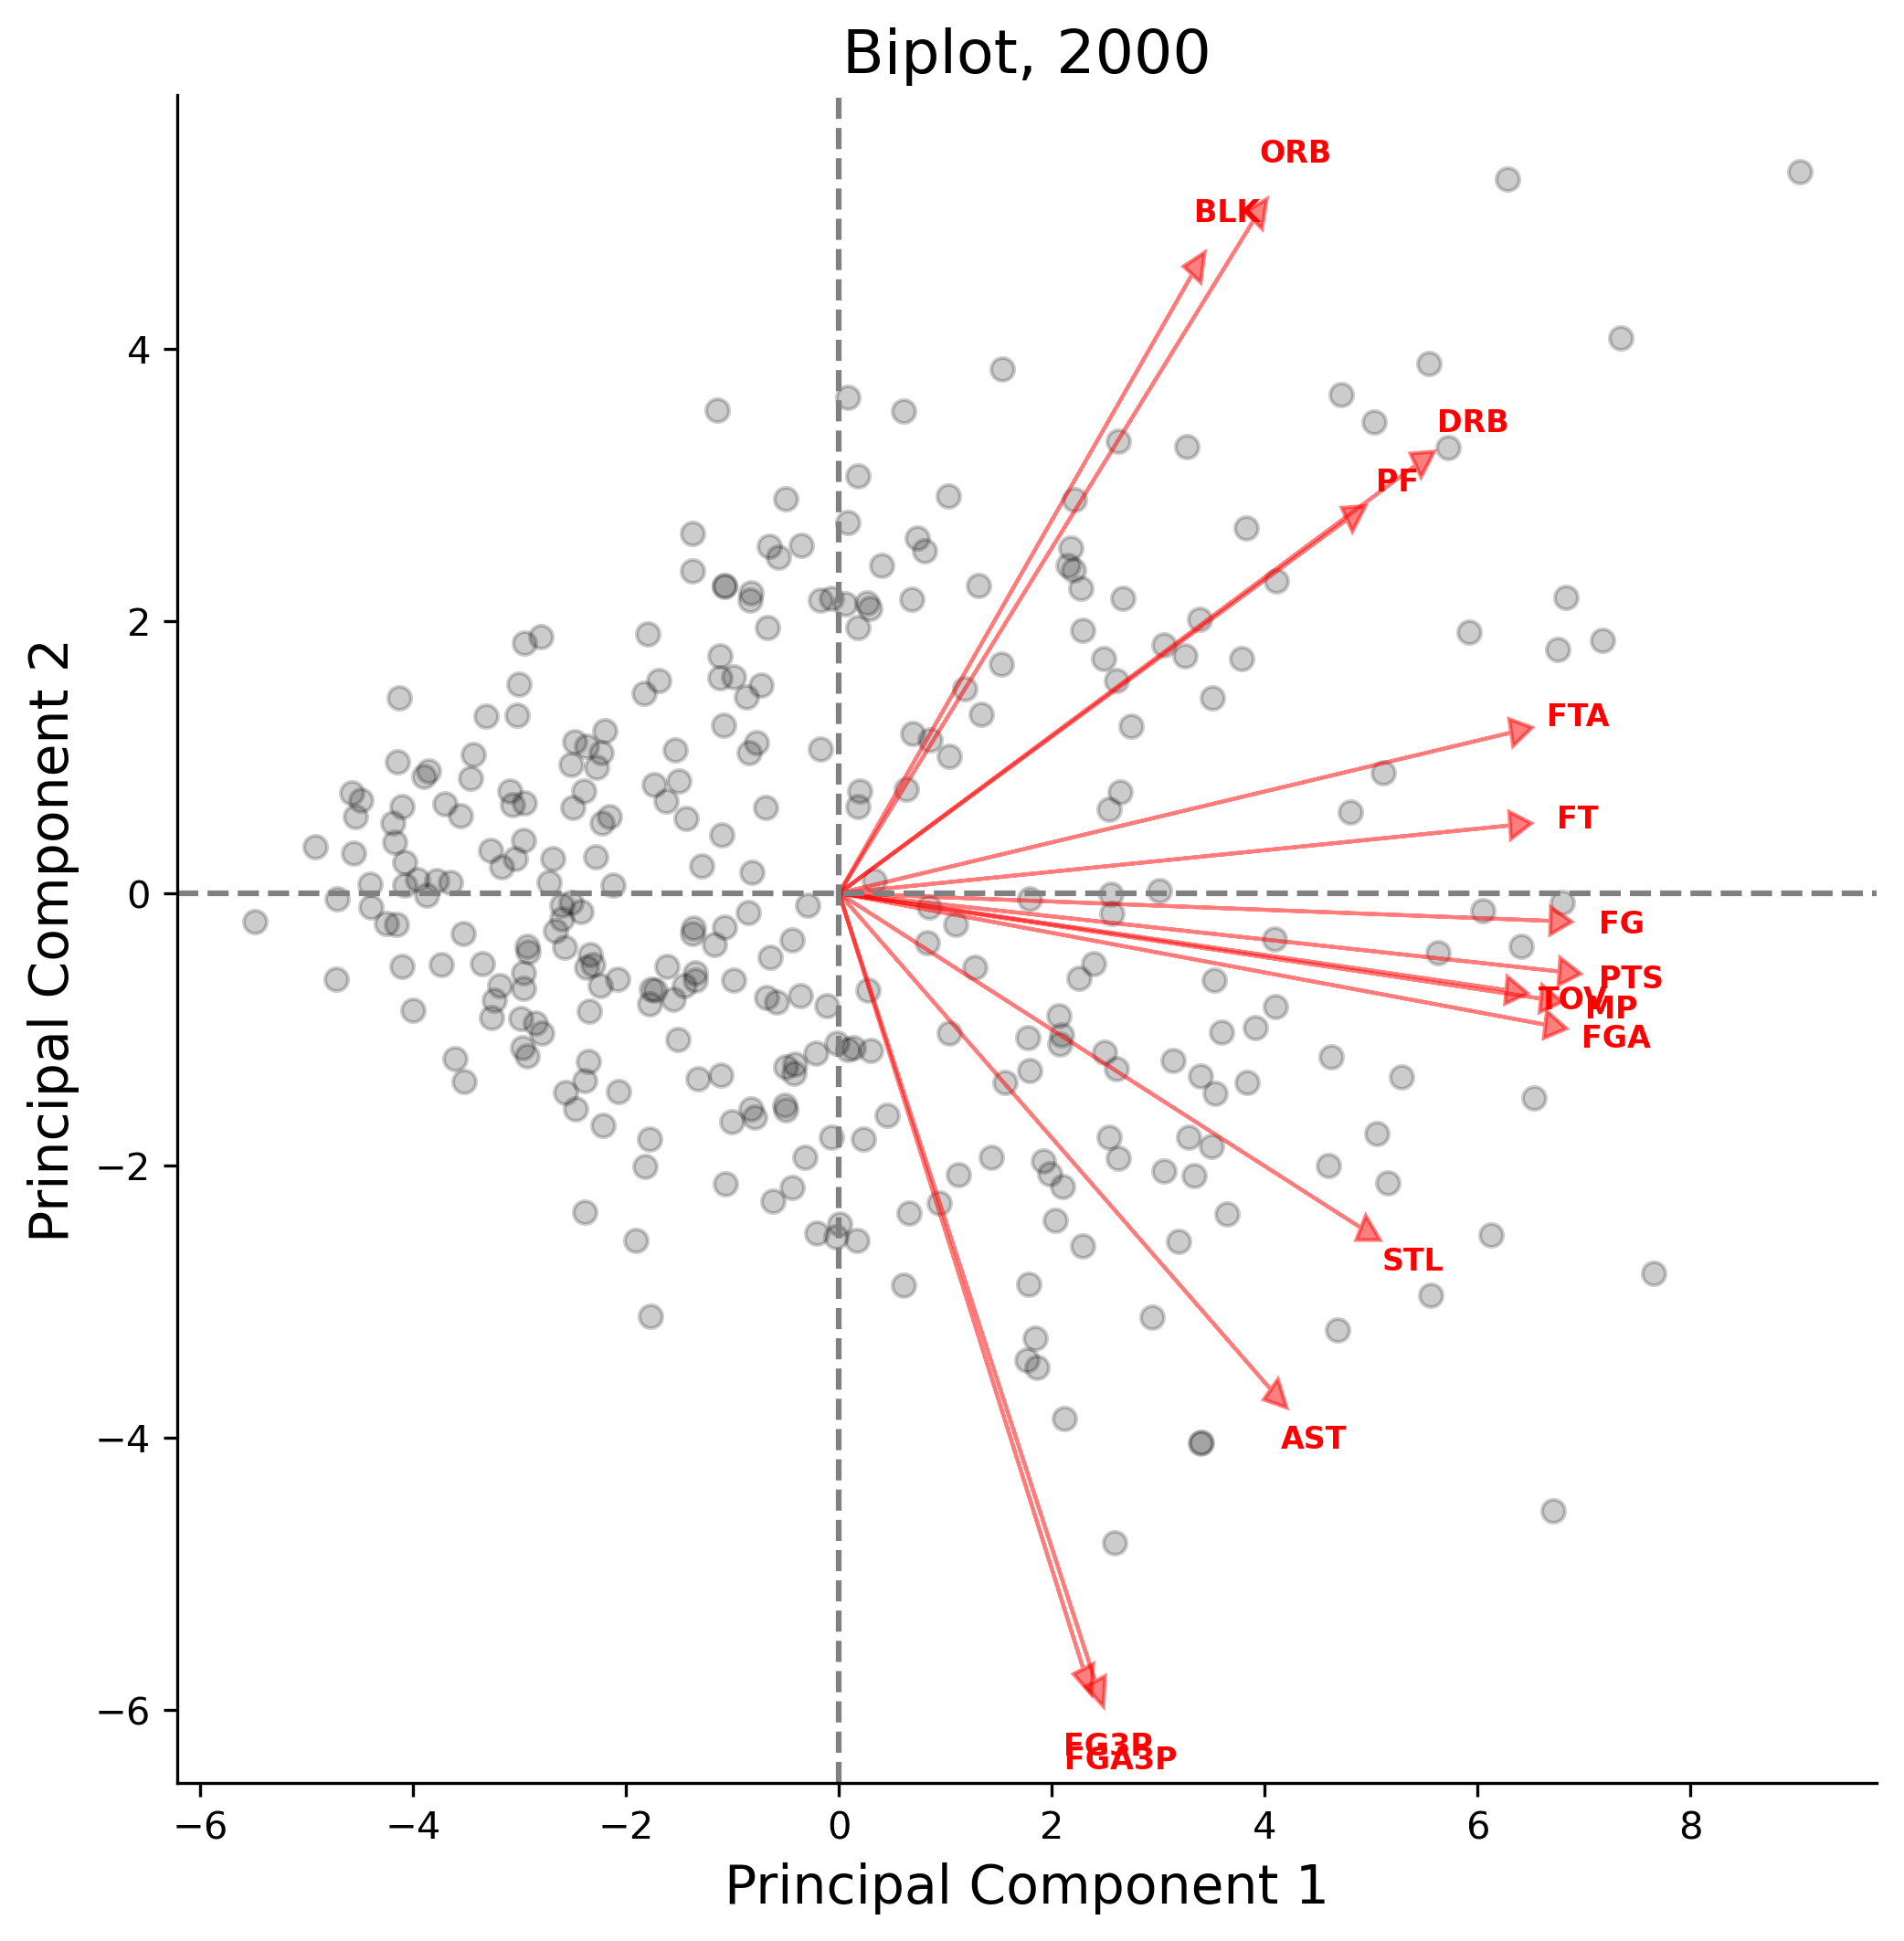 Biplot, 2000
ORB
BLK
DRB
PF
FTA
FT
FG
PTS
TOV
MP
FGA
STL
AST
FG3P
FGA3P
Principal Component 2
4
2
0
−2
−4
−6
−6 −4 −2 0 2 4 6 8
Principal Component 1